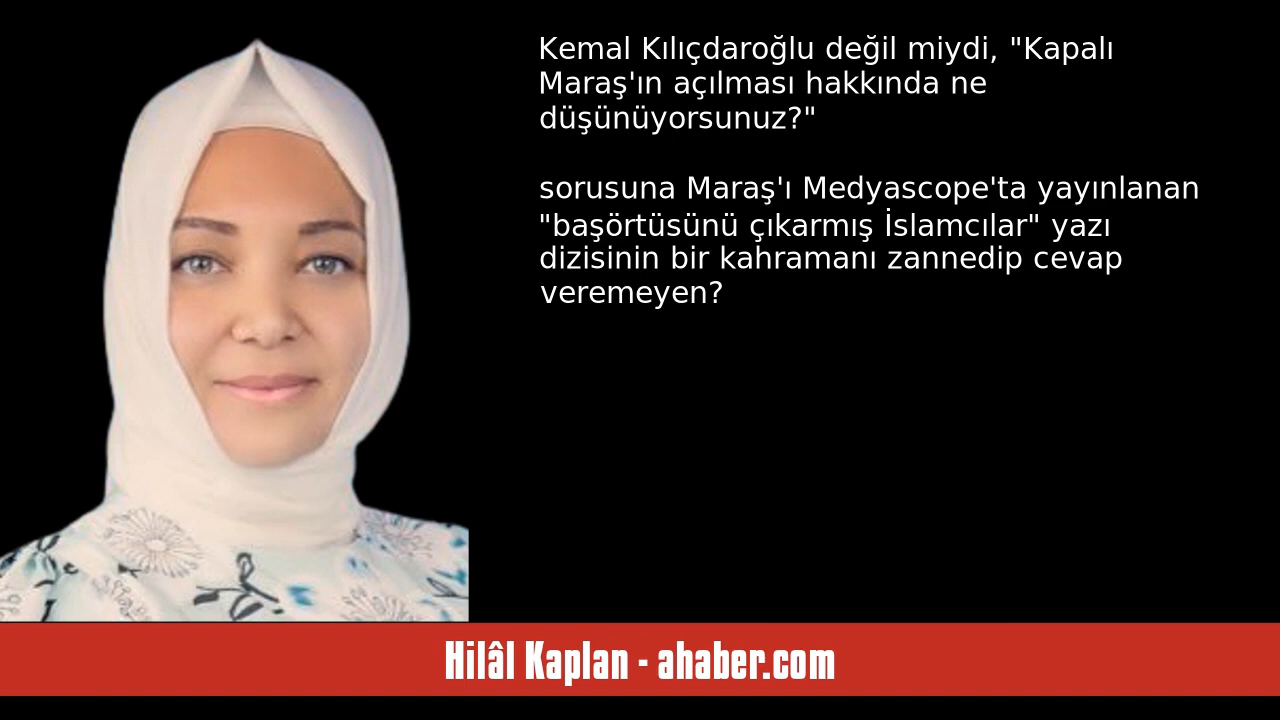 Kemal Kılıçdaroğlu değil miydi, "Kapalı
Maraş'ın açılması hakkında ne
düşünüyorsunuz?"
sorusuna Maraş'ı Medyascope'ta yayınlanan
"başörtüsünü çıkarmış İslamcılar" yazı
dizisinin bir kahramanı zannedip cevap
veremeyen?
Hilâl Kaplan - ahaber.com